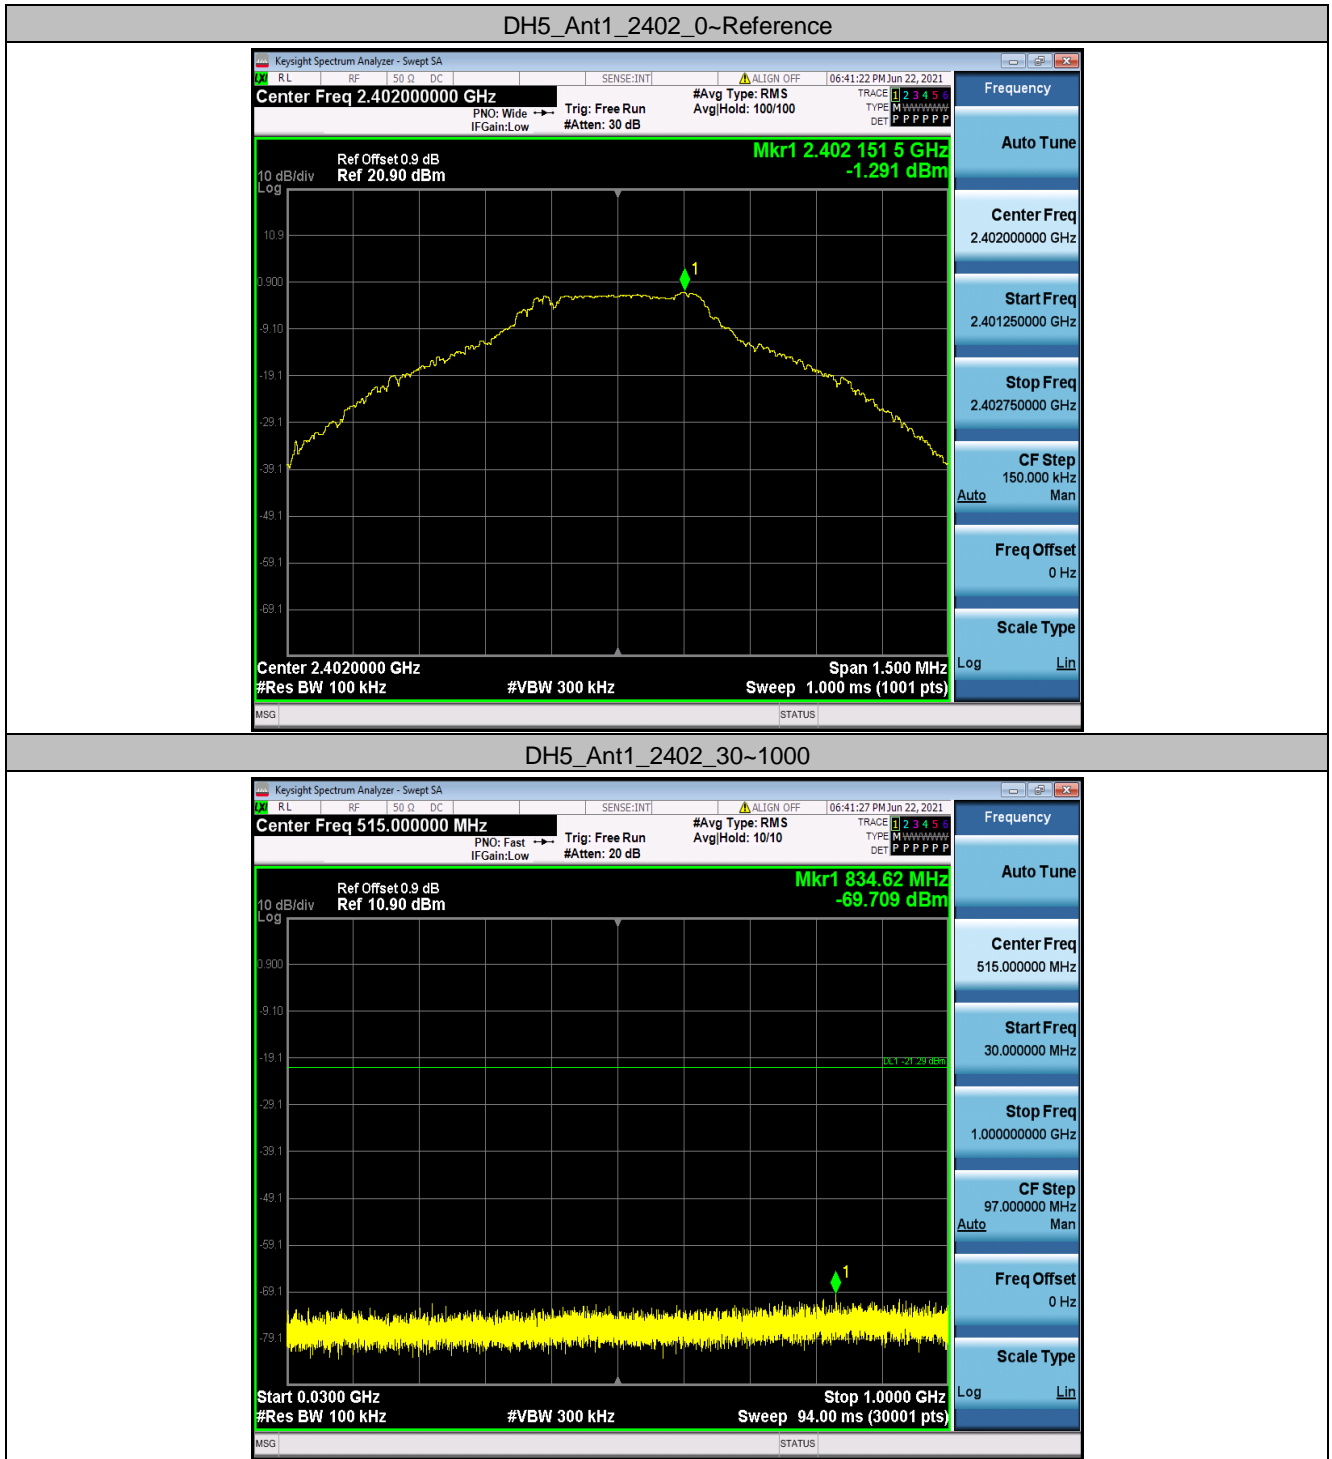 DH5_Ant1_2402_0~Reference
Keysight Spectrum Analyzer - Swept SA
LXI RL RF 50 Ω DC SENSE:INT ALIGN OFF 06:41:22 PM Jun 22, 2021
Center Freq 2.402000000 GHz
PNO: Wide
IFGain:Low
Trig: Free Run
#Atten: 30 dB
#Avg Type: RMS
Avg|Hold: 100/100
TRACE 1 2 3 4 5 6
TYPE M WWWWW
DET P P P P P P
Mkr1 2.402 151 5 GHz
-1.291 dBm
Ref Offset 0.9 dB
10 dB/div Ref 20.90 dBm
Log
10.9
0.900
-9.10
-19.1
-29.1
-39.1
-49.1
-59.1
-69.1
1
Center 2.4020000 GHz Span 1.500 MHz
#Res BW 100 kHz #VBW 300 kHz Sweep 1.000 ms (1001 pts)
MSG STATUS
Frequency
Auto Tune
Center Freq
2.402000000 GHz
Start Freq
2.401250000 GHz
Stop Freq
2.402750000 GHz
CF Step
150.000 kHz
Auto Man
Freq Offset
0 Hz
Scale Type
Log Lin
DH5_Ant1_2402_30~1000
Keysight Spectrum Analyzer - Swept SA
LXI RL RF 50 Ω DC SENSE:INT ALIGN OFF 06:41:27 PM Jun 22, 2021
Center Freq 515.000000 MHz
PNO: Fast
IFGain:Low
Trig: Free Run
#Atten: 20 dB
#Avg Type: RMS
Avg|Hold: 10/10
TRACE 1 2 3 4 5 6
TYPE M WWWWW
DET P P P P P P
Mkr1 834.62 MHz
-69.709 dBm
Ref Offset 0.9 dB
10 dB/div Ref 10.90 dBm
Log
0.900
-9.10
-19.1
-29.1
-39.1
-49.1
-59.1
-69.1
-79.1
DL1 -21.29 dBm
1
Start 0.0300 GHz Stop 1.0000 GHz
#Res BW 100 kHz #VBW 300 kHz Sweep 94.00 ms (30001 pts)
MSG STATUS
Frequency
Auto Tune
Center Freq
515.000000 MHz
Start Freq
30.000000 MHz
Stop Freq
1.000000000 GHz
CF Step
97.000000 MHz
Auto Man
Freq Offset
0 Hz
Scale Type
Log Lin